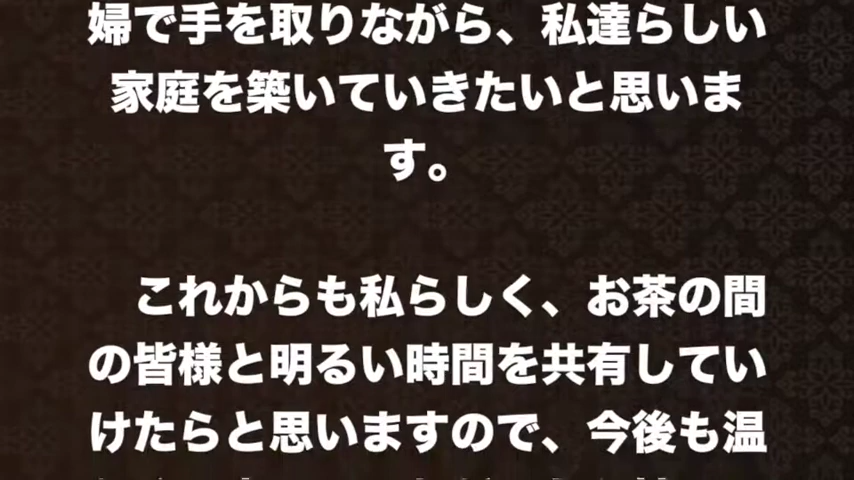 婦で手を取りながら、私達らしい
家庭を築いていきたいと思いま
す。
これからも私らしく、お茶の間
の皆様と明るい時間を共有してい
けたらと思いますので、今後も温